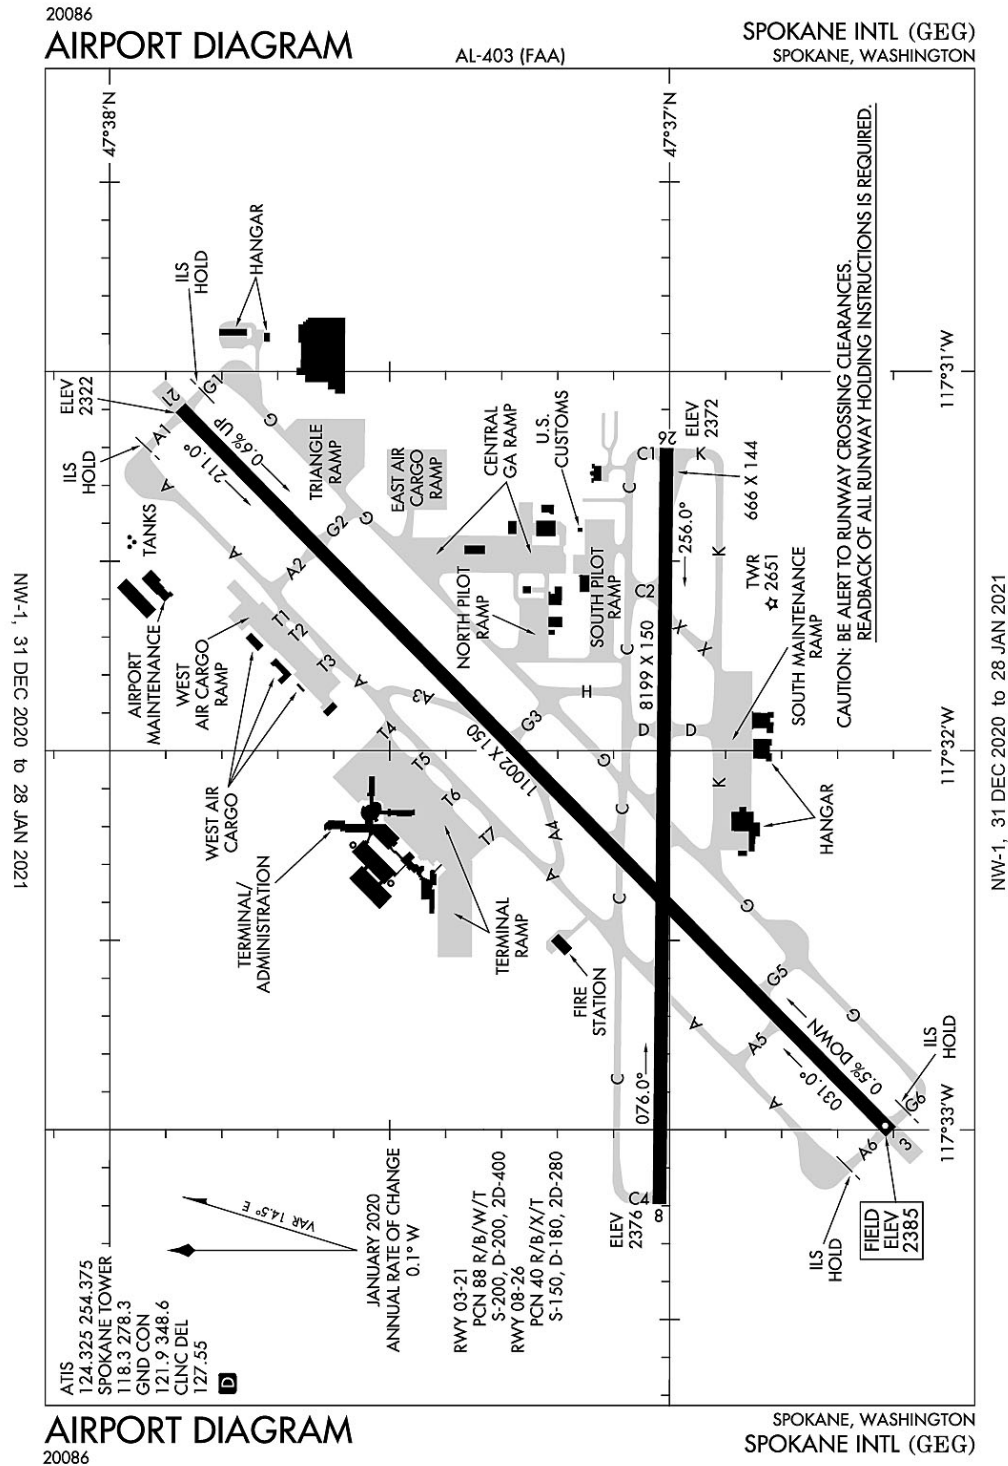 20086
AIRPORT DIAGRAM
AL-403 (FAA)
SPOKANE INTL (GEG)
SPOKANE, WASHINGTON
47°38'N
47°37'N
CAUTION: BE ALERT TO RUNWAY CROSSING CLEARANCES.
READBACK OF ALL RUNWAY HOLDING INSTRUCTIONS IS REQUIRED.
117°31'W
117°32'W
117°33'W
ILS
HOLD
HANGAR
ELEV
2322
21
G1
A1
ILS
HOLD
G
A
211.0°
0.6% UP
TRIANGLE
RAMP
EAST AIR
CARGO
RAMP
CENTRAL
GA RAMP
U.S.
CUSTOMS
C1
26
ELEV
2372
K
C
666 X 144
256.0°
TANKS
A
A2
G2
G
AIRPORT
MAINTENANCE
WEST
AIR CARGO
RAMP
T1
T2
T3
NORTH PILOT
RAMP
SOUTH PILOT
RAMP
C2
K
TWR
2651
X
X
SOUTH MAINTENANCE
RAMP
A
A3
H
C
8199 X 150
D
D
T4
T5
T6
T7
G3
G
11002 X 150
WEST AIR
CARGO
K
C
A4
HANGAR
TERMINAL/
ADMINISTRATION
TERMINAL
RAMP
A
C
G
FIRE
STATION
G5
A
A5
G
076.0°
C
031.0°
0.5% DOWN
ILS
HOLD
A
G6
A6
3
C4
8
ELEV
2376
ILS
HOLD
FIELD
ELEV
2385
VAR 14.5° E
JANUARY 2020
ANNUAL RATE OF CHANGE
0.1° W
RWY 03-21
PCN 88 R/B/W/T
S-200, D-200, 2D-400
RWY 08-26
PCN 40 R/B/X/T
S-150, D-180, 2D-280
ATIS
124.325 254.375
SPOKANE TOWER
118.3 278.3
GND CON
121.9 348.6
CLNC DEL
127.55
D
NW-1, 31 DEC 2020 to 28 JAN 2021
NW-1, 31 DEC 2020 to 28 JAN 2021
AIRPORT DIAGRAM
20086
SPOKANE, WASHINGTON
SPOKANE INTL (GEG)